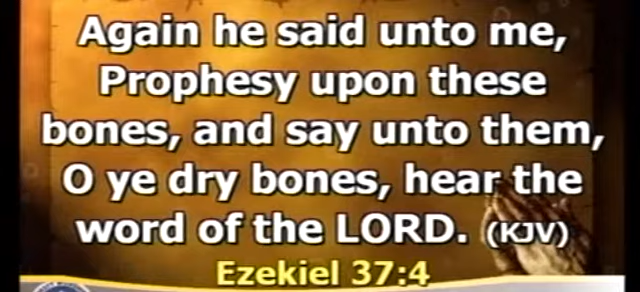 Again he said unto me,
Prophesy upon these
bones, and say unto them,
O ye dry bones, hear the
word of the LORD. (KJV)
Ezekiel 37:4